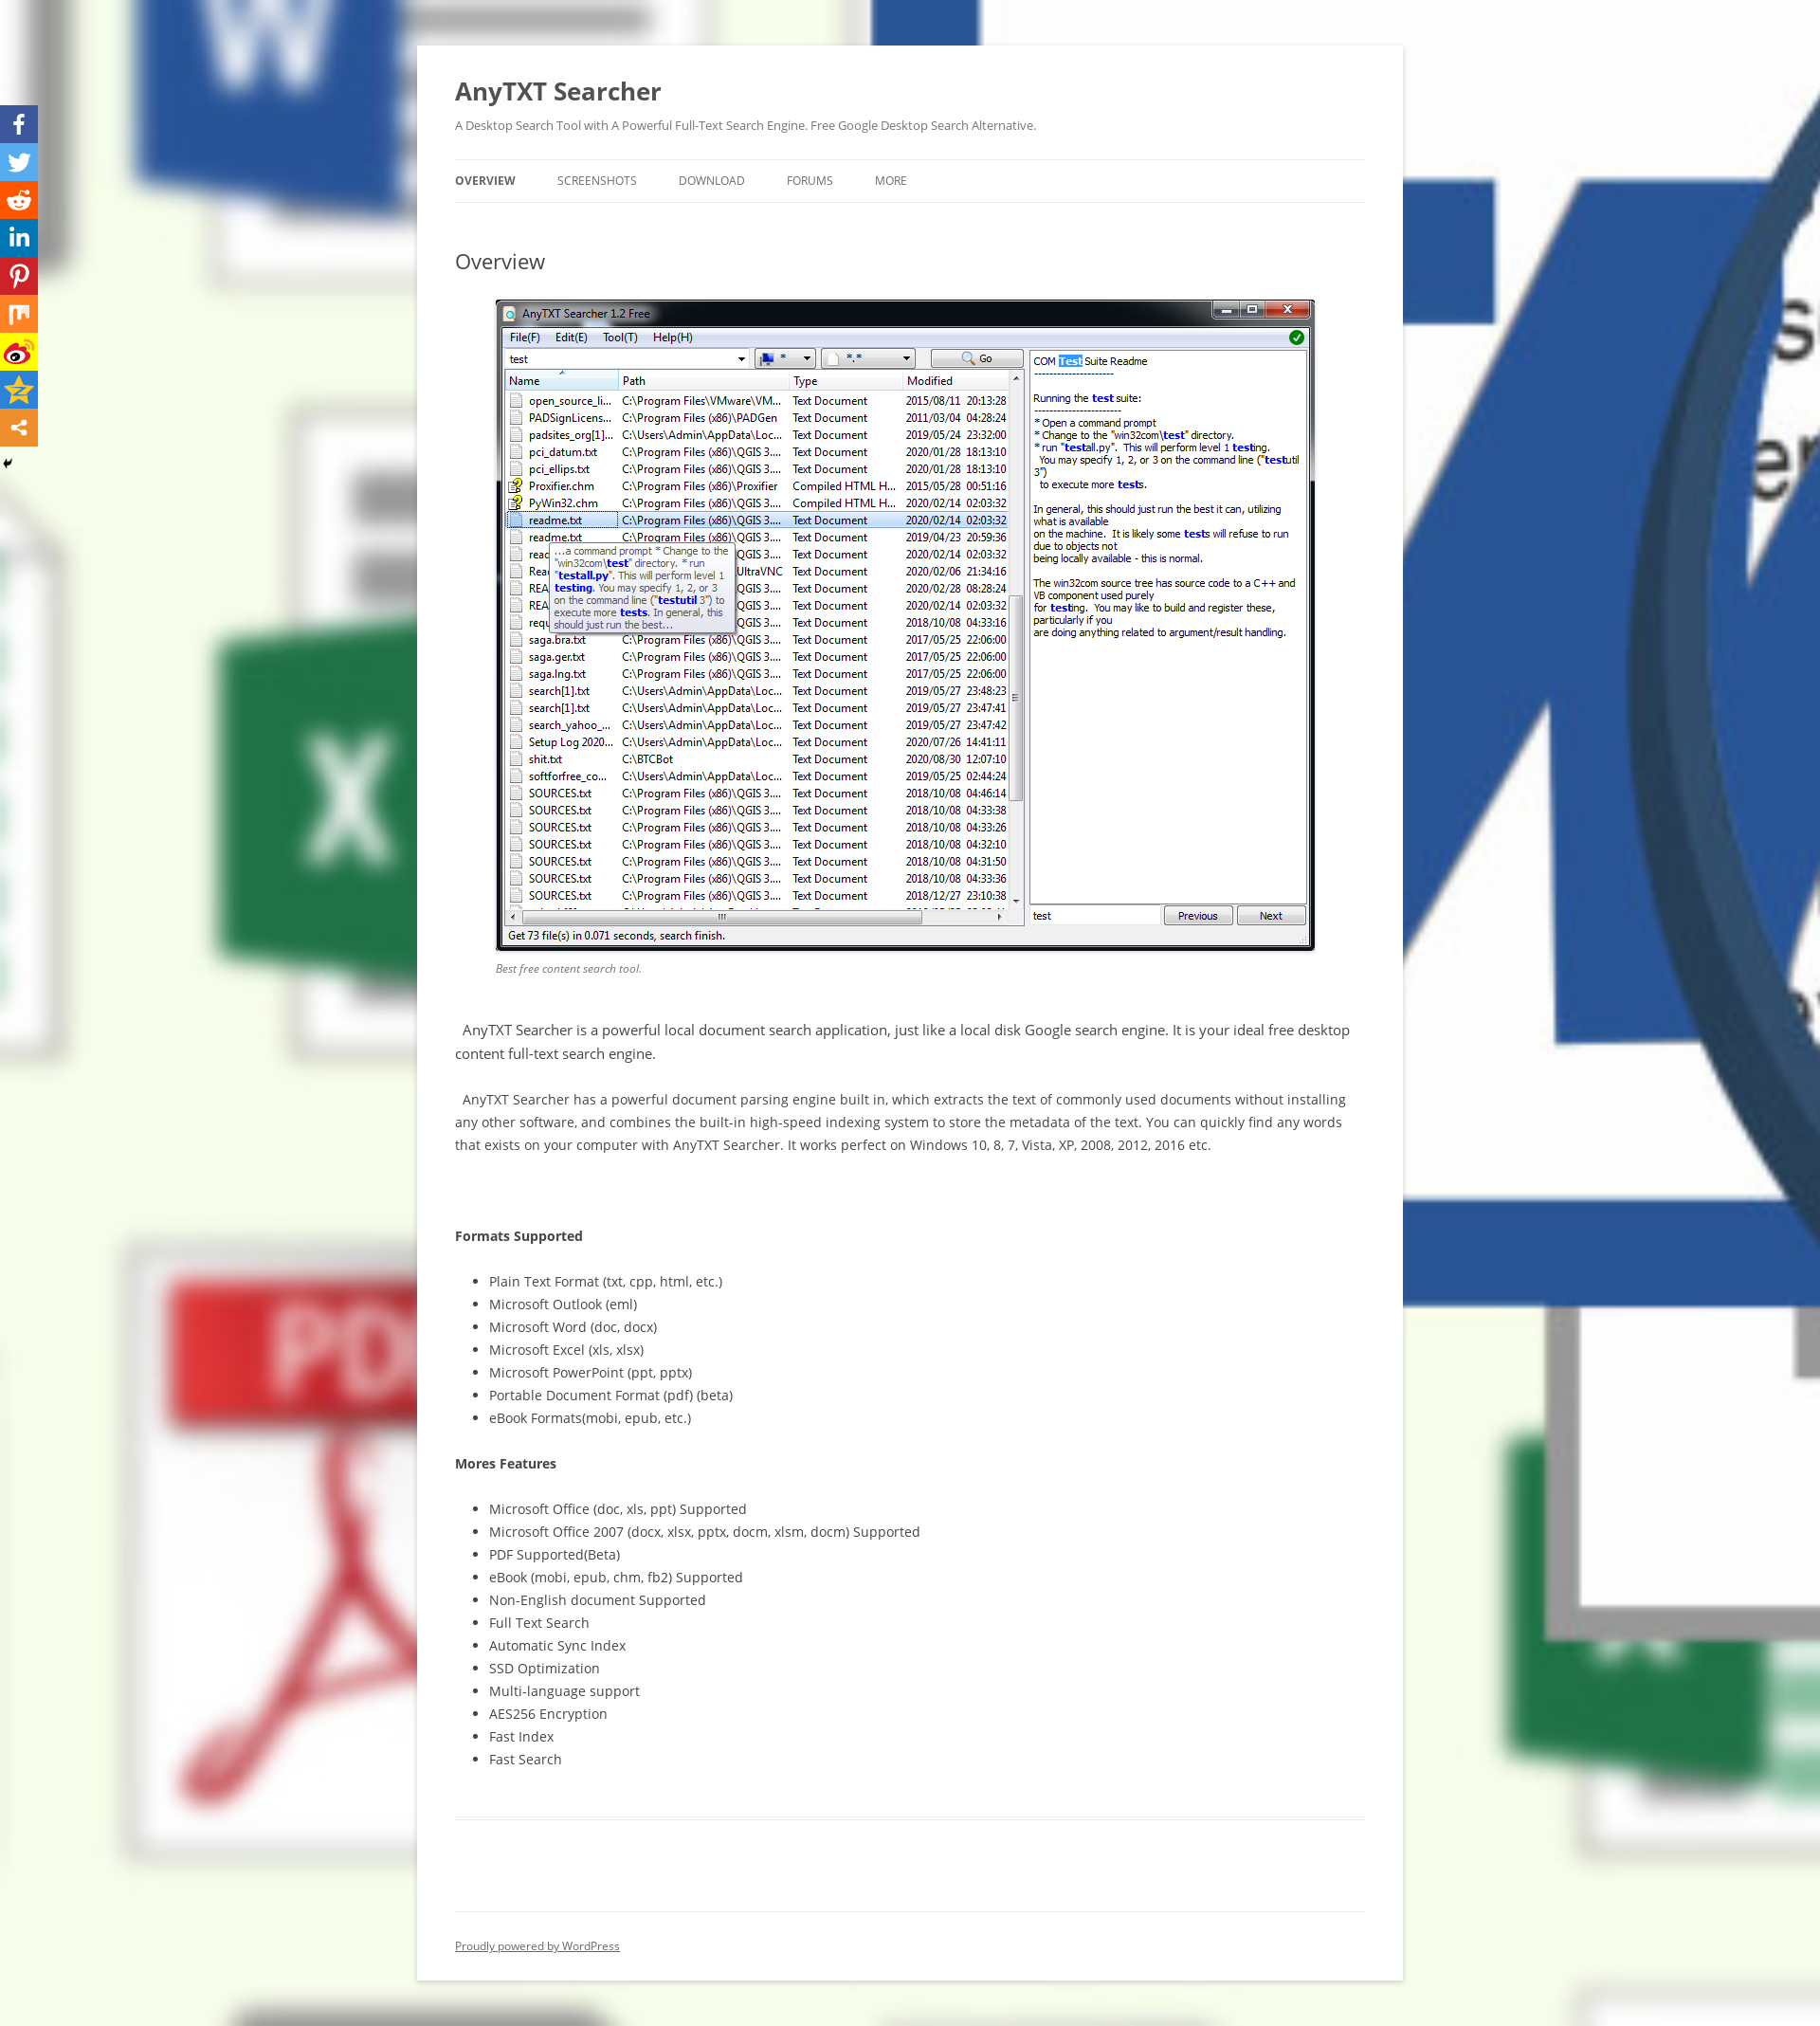 AnyTXT Searcher
A Desktop Search Tool with A Powerful Full-Text Search Engine. Free Google Desktop Search Alternative.
OVERVIEW SCREENSHOTS DOWNLOAD FORUMS MORE
Overview
AnyTXT Searcher 1.2 Free
File(F) Edit(E) Tool(T) Help(H)
test * *.* Go
Name Path Type Modified
open_source_li... C:\Program Files\VMware\VM... Text Document 2015/08/11 20:13:28
PADSignLicens... C:\Program Files (x86)\PADGen Text Document 2011/03/04 04:28:24
padsites_org[1]... C:\Users\Admin\AppData\Loc... Text Document 2019/05/24 23:32:00
pci_datum.txt C:\Program Files (x86)\QGIS 3.... Text Document 2020/01/28 18:13:10
pci_ellips.txt C:\Program Files (x86)\QGIS 3.... Text Document 2020/01/28 18:13:10
Proxifier.chm C:\Program Files (x86)\Proxifier Compiled HTML H... 2015/05/28 00:51:16
PyWin32.chm C:\Program Files (x86)\QGIS 3.... Compiled HTML H... 2020/02/14 02:03:32
readme.txt C:\Program Files (x86)\QGIS 3.... Text Document 2020/02/14 02:03:32
readme.txt C:\Program Files (x86)\QGIS 3.... Text Document 2019/04/23 20:59:36
read QGIS 3.... Text Document 2020/02/14 02:03:32
Rea UltraVNC Text Document 2020/02/06 21:34:16
REA QGIS 3.... Text Document 2020/02/28 08:28:24
REA QGIS 3.... Text Document 2020/02/14 02:03:32
requ QGIS 3.... Text Document 2018/10/08 04:33:16
saga.bra.txt C:\Program Files (x86)\QGIS 3.... Text Document 2017/05/25 22:06:00
saga.ger.txt C:\Program Files (x86)\QGIS 3.... Text Document 2017/05/25 22:06:00
saga.lng.txt C:\Program Files (x86)\QGIS 3.... Text Document 2017/05/25 22:06:00
search[1].txt C:\Users\Admin\AppData\Loc... Text Document 2019/05/27 23:48:23
search[1].txt C:\Users\Admin\AppData\Loc... Text Document 2019/05/27 23:47:41
search_yahoo_... C:\Users\Admin\AppData\Loc... Text Document 2019/05/27 23:47:42
Setup Log 2020... C:\Users\Admin\AppData\Loc... Text Document 2020/07/26 14:41:11
shit.txt C:\BTCBot Text Document 2020/08/30 12:07:10
softforfree_co... C:\Users\Admin\AppData\Loc... Text Document 2019/05/25 02:44:24
SOURCES.txt C:\Program Files (x86)\QGIS 3.... Text Document 2018/10/08 04:46:14
SOURCES.txt C:\Program Files (x86)\QGIS 3.... Text Document 2018/10/08 04:33:38
SOURCES.txt C:\Program Files (x86)\QGIS 3.... Text Document 2018/10/08 04:33:26
SOURCES.txt C:\Program Files (x86)\QGIS 3.... Text Document 2018/10/08 04:32:10
SOURCES.txt C:\Program Files (x86)\QGIS 3.... Text Document 2018/10/08 04:31:50
SOURCES.txt C:\Program Files (x86)\QGIS 3.... Text Document 2018/10/08 04:33:36
SOURCES.txt C:\Program Files (x86)\QGIS 3.... Text Document 2018/12/27 23:10:38
...a command prompt * Change to the
"win32com\test" directory. * run
"testall.py". This will perform level 1
testing. You may specify 1, 2, or 3
on the command line ("testutil 3") to
execute more tests. In general, this
should just run the best...
COM Test Suite Readme
---------------------
Running the test suite:
-----------------------
* Open a command prompt
* Change to the "win32com\test" directory.
* run "testall.py". This will perform level 1 testing.
You may specify 1, 2, or 3 on the command line ("testutil
3")
to execute more tests.
In general, this should just run the best it can, utilizing
what is available
on the machine. It is likely some tests will refuse to run
due to objects not
being locally available - this is normal.
The win32com source tree has source code to a C++ and
VB component used purely
for testing. You may like to build and register these,
particularly if you
are doing anything related to argument/result handling.
test Previous Next
Get 73 file(s) in 0.071 seconds, search finish.
Best free content search tool.
AnyTXT Searcher is a powerful local document search application, just like a local disk Google search engine. It is your ideal free desktop
content full-text search engine.
AnyTXT Searcher has a powerful document parsing engine built in, which extracts the text of commonly used documents without installing
any other software, and combines the built-in high-speed indexing system to store the metadata of the text. You can quickly find any words
that exists on your computer with AnyTXT Searcher. It works perfect on Windows 10, 8, 7, Vista, XP, 2008, 2012, 2016 etc.
Formats Supported
• Plain Text Format (txt, cpp, html, etc.)
• Microsoft Outlook (eml)
• Microsoft Word (doc, docx)
• Microsoft Excel (xls, xlsx)
• Microsoft PowerPoint (ppt, pptx)
• Portable Document Format (pdf) (beta)
• eBook Formats(mobi, epub, etc.)
Mores Features
• Microsoft Office (doc, xls, ppt) Supported
• Microsoft Office 2007 (docx, xlsx, pptx, docm, xlsm, docm) Supported
• PDF Supported(Beta)
• eBook (mobi, epub, chm, fb2) Supported
• Non-English document Supported
• Full Text Search
• Automatic Sync Index
• SSD Optimization
• Multi-language support
• AES256 Encryption
• Fast Index
• Fast Search
Proudly powered by WordPress